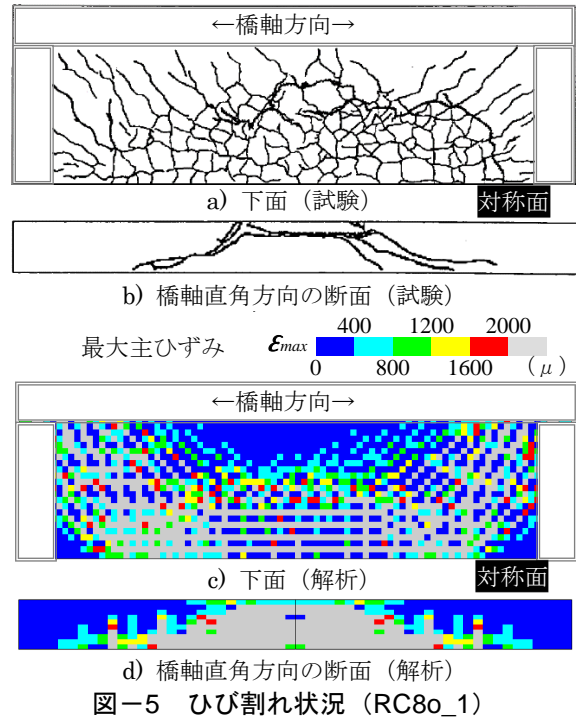 ←橋軸方向→
a) 下面（試験）
対称面
b) 橋軸直角方向の断面（試験）
400 1200 2000
最大主ひずみ εmax
0 800 1600 (μ)
←橋軸方向→
c) 下面（解析）
対称面
d) 橋軸直角方向の断面（解析）
図－5 ひび割れ状況（RC8o_1）